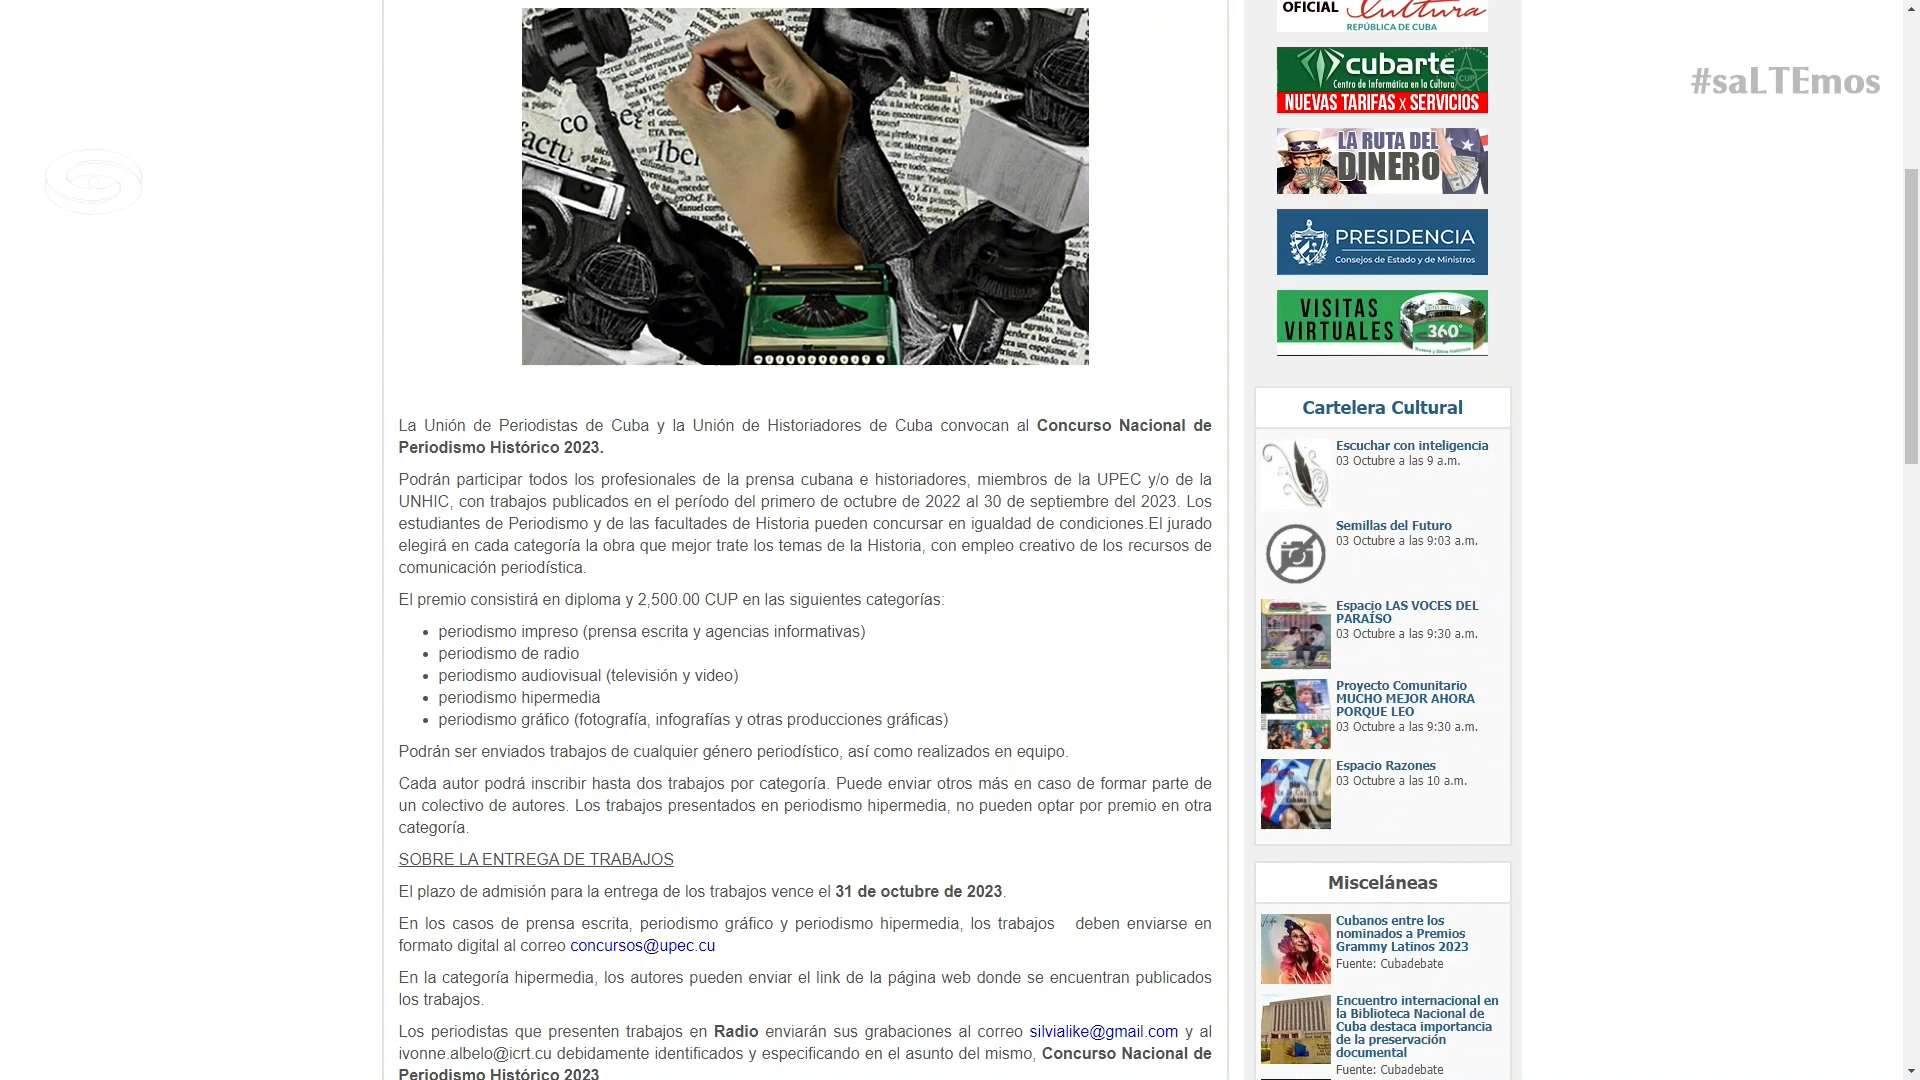 OFICIAL Cultura
REPÚBLICA DE CUBA
cubarte
CUP
Centro de Informática en la Cultura
NUEVAS TARIFAS X SERVICIOS
#saLTEmos
LA RUTA DEL
DINERO
PRESIDENCIA
Consejos de Estado y de Ministros
VISITAS
VIRTUALES
360°
La Unión de Periodistas de Cuba y la Unión de Historiadores de Cuba convocan al Concurso Nacional de
Periodismo Histórico 2023.
Podrán participar todos los profesionales de la prensa cubana e historiadores, miembros de la UPEC y/o de la
UNHIC, con trabajos publicados en el período del primero de octubre de 2022 al 30 de septiembre del 2023. Los
estudiantes de Periodismo y de las facultades de Historia pueden concursar en igualdad de condiciones.El jurado
elegirá en cada categoría la obra que mejor trate los temas de la Historia, con empleo creativo de los recursos de
comunicación periodística.
El premio consistirá en diploma y 2,500.00 CUP en las siguientes categorías:
periodismo impreso (prensa escrita y agencias informativas)
periodismo de radio
periodismo audiovisual (televisión y video)
periodismo hipermedia
periodismo gráfico (fotografía, infografías y otras producciones gráficas)
Podrán ser enviados trabajos de cualquier género periodístico, así como realizados en equipo.
Cada autor podrá inscribir hasta dos trabajos por categoría. Puede enviar otros más en caso de formar parte de
un colectivo de autores. Los trabajos presentados en periodismo hipermedia, no pueden optar por premio en otra
categoría.
SOBRE LA ENTREGA DE TRABAJOS
El plazo de admisión para la entrega de los trabajos vence el 31 de octubre de 2023.
En los casos de prensa escrita, periodismo gráfico y periodismo hipermedia, los trabajos deben enviarse en
formato digital al correo concursos@upec.cu
En la categoría hipermedia, los autores pueden enviar el link de la página web donde se encuentran publicados
los trabajos.
Los periodistas que presenten trabajos en Radio enviarán sus grabaciones al correo silvialike@gmail.com y al
ivonne.albelo@icrt.cu debidamente identificados y especificando en el asunto del mismo, Concurso Nacional de
Periodismo Histórico 2023
Cartelera Cultural
Escuchar con inteligencia
03 Octubre a las 9 a.m.
Semillas del Futuro
03 Octubre a las 9:03 a.m.
Espacio LAS VOCES DEL
PARAÍSO
03 Octubre a las 9:30 a.m.
Proyecto Comunitario
MUCHO MEJOR AHORA
PORQUE LEO
03 Octubre a las 9:30 a.m.
Espacio Razones
03 Octubre a las 10 a.m.
Misceláneas
Cubanos entre los
nominados a Premios
Grammy Latinos 2023
Fuente: Cubadebate
Encuentro internacional en
la Biblioteca Nacional de
Cuba destaca importancia
de la preservación
documental
Fuente: Cubadebate